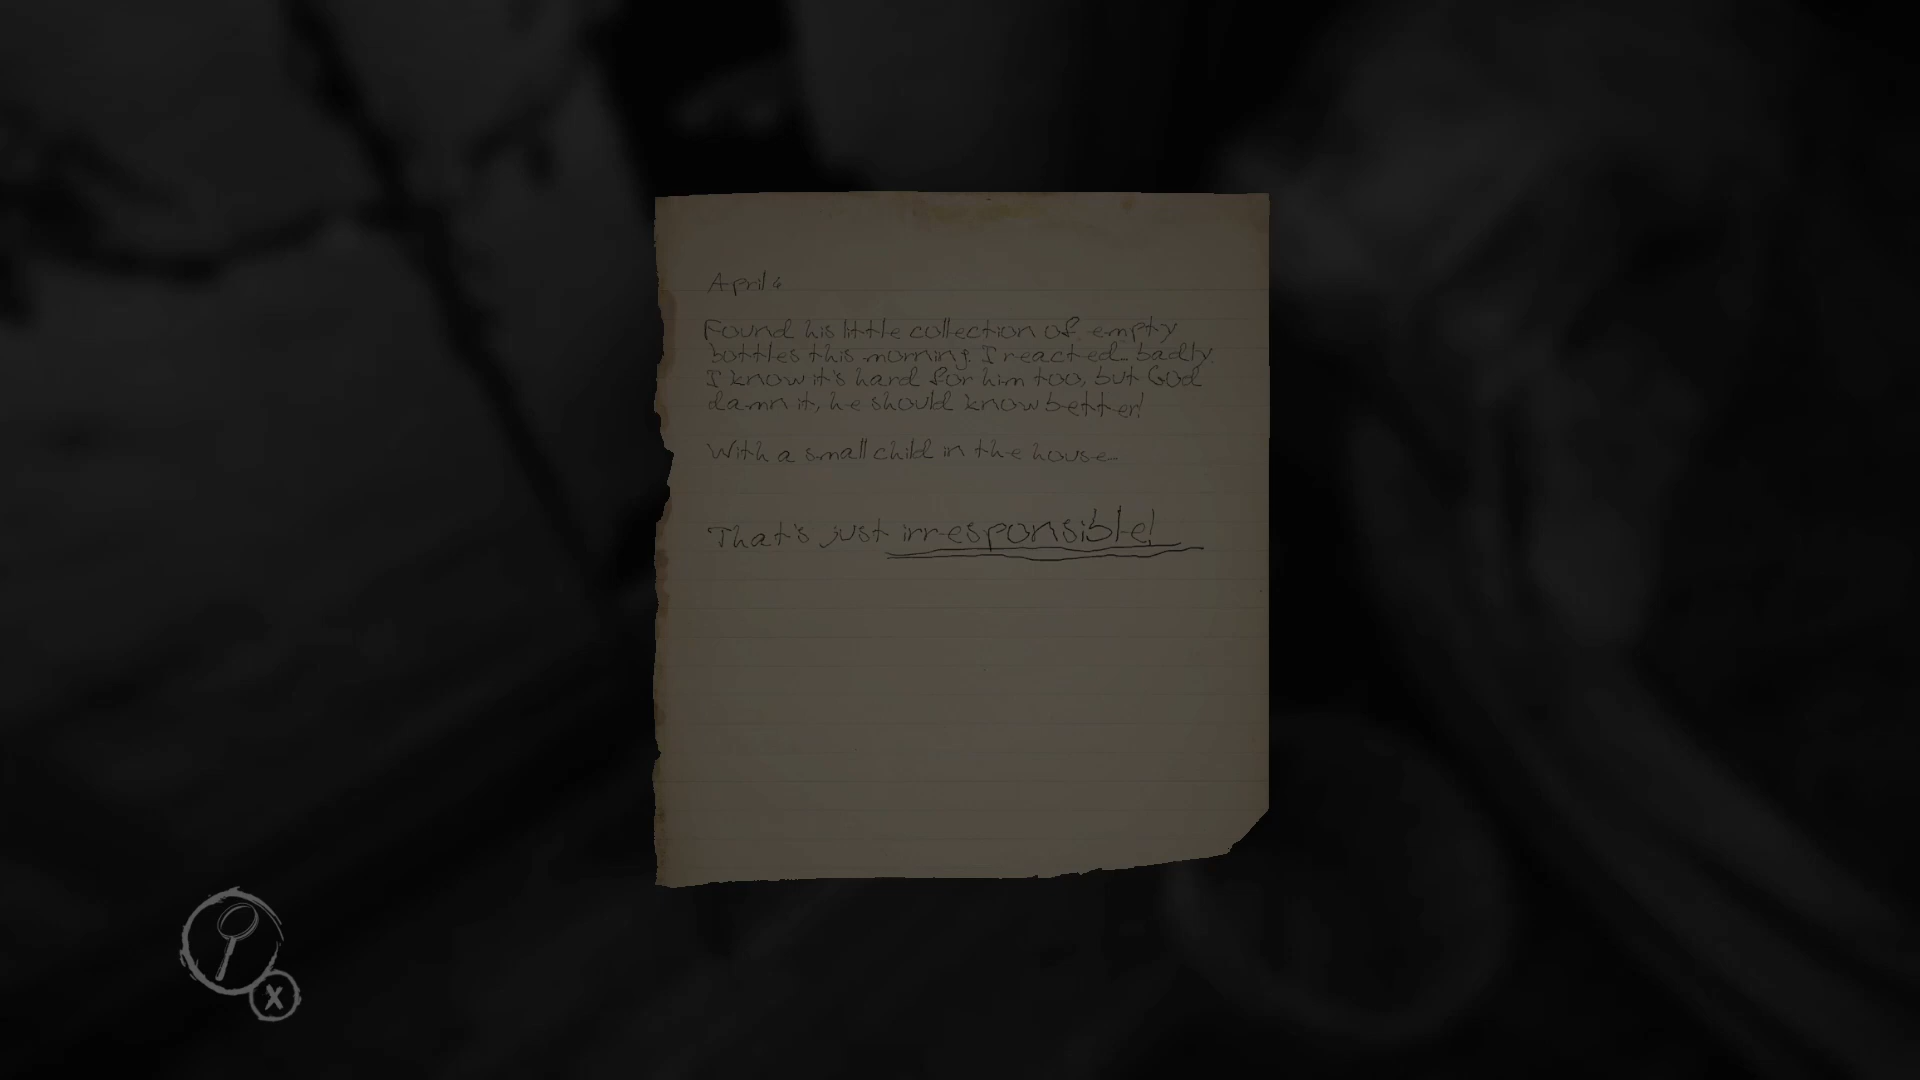 April 4
Found his little collection of empty
bottles this morning. I reacted... badly.
I know it's hard for him too, but God
damn it, he should know better!
With a small child in the house...
That's just irresponsible!
X